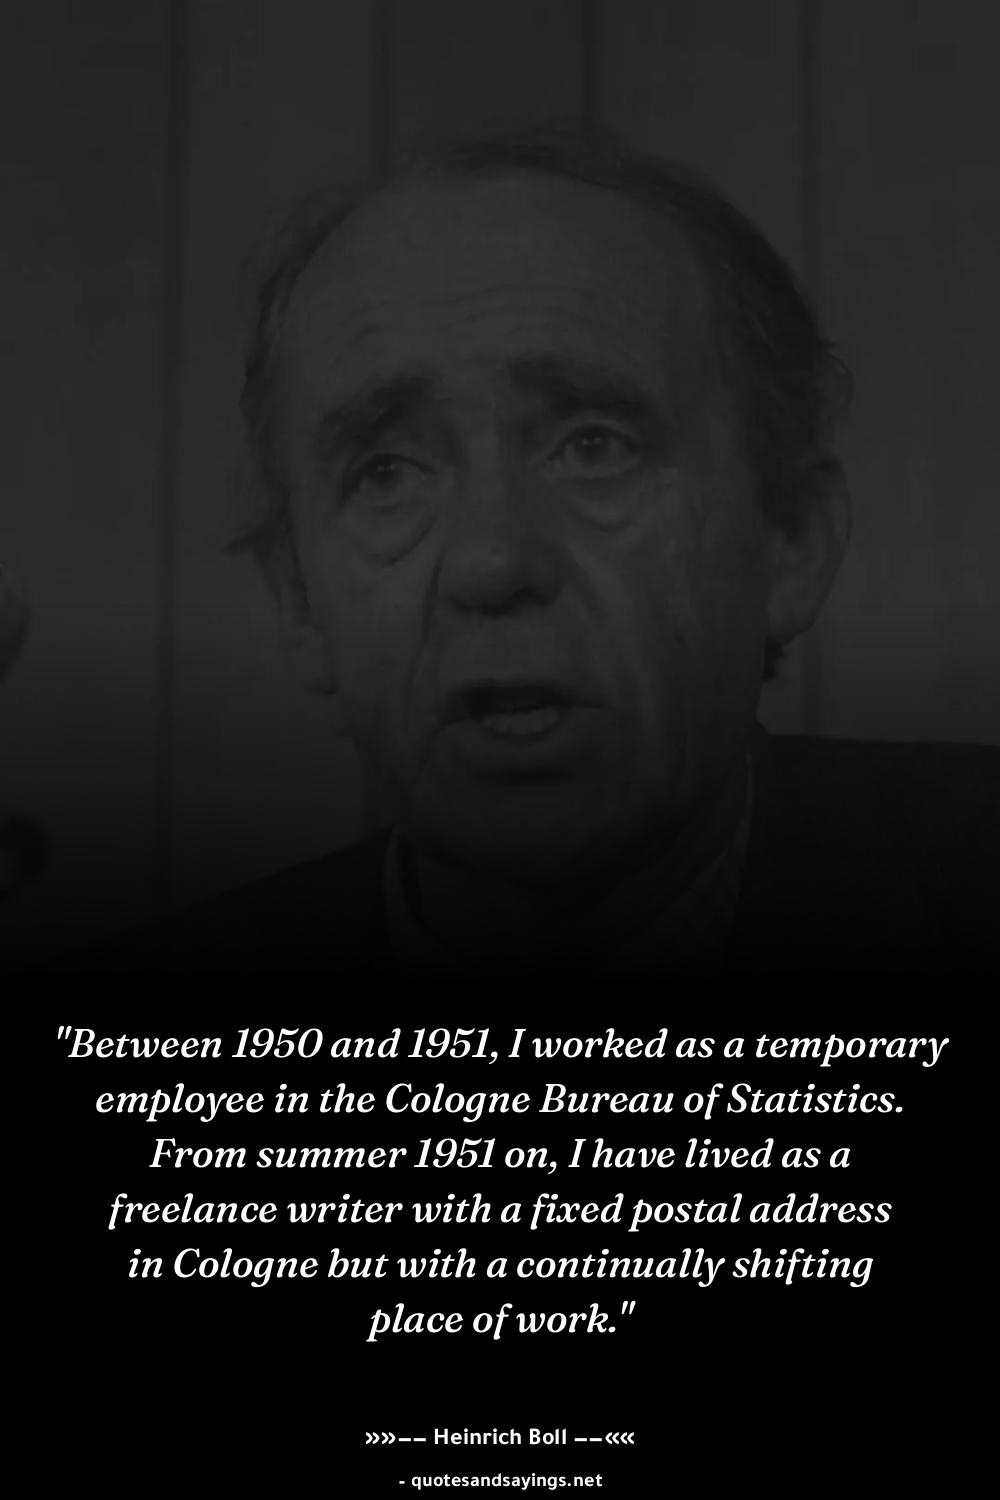 "Between 1950 and 1951, I worked as a temporary
employee in the Cologne Bureau of Statistics.
From summer 1951 on, I have lived as a
freelance writer with a fixed postal address
in Cologne but with a continually shifting
place of work."
»»–– Heinrich Boll ––««
- quotesandsayings.net